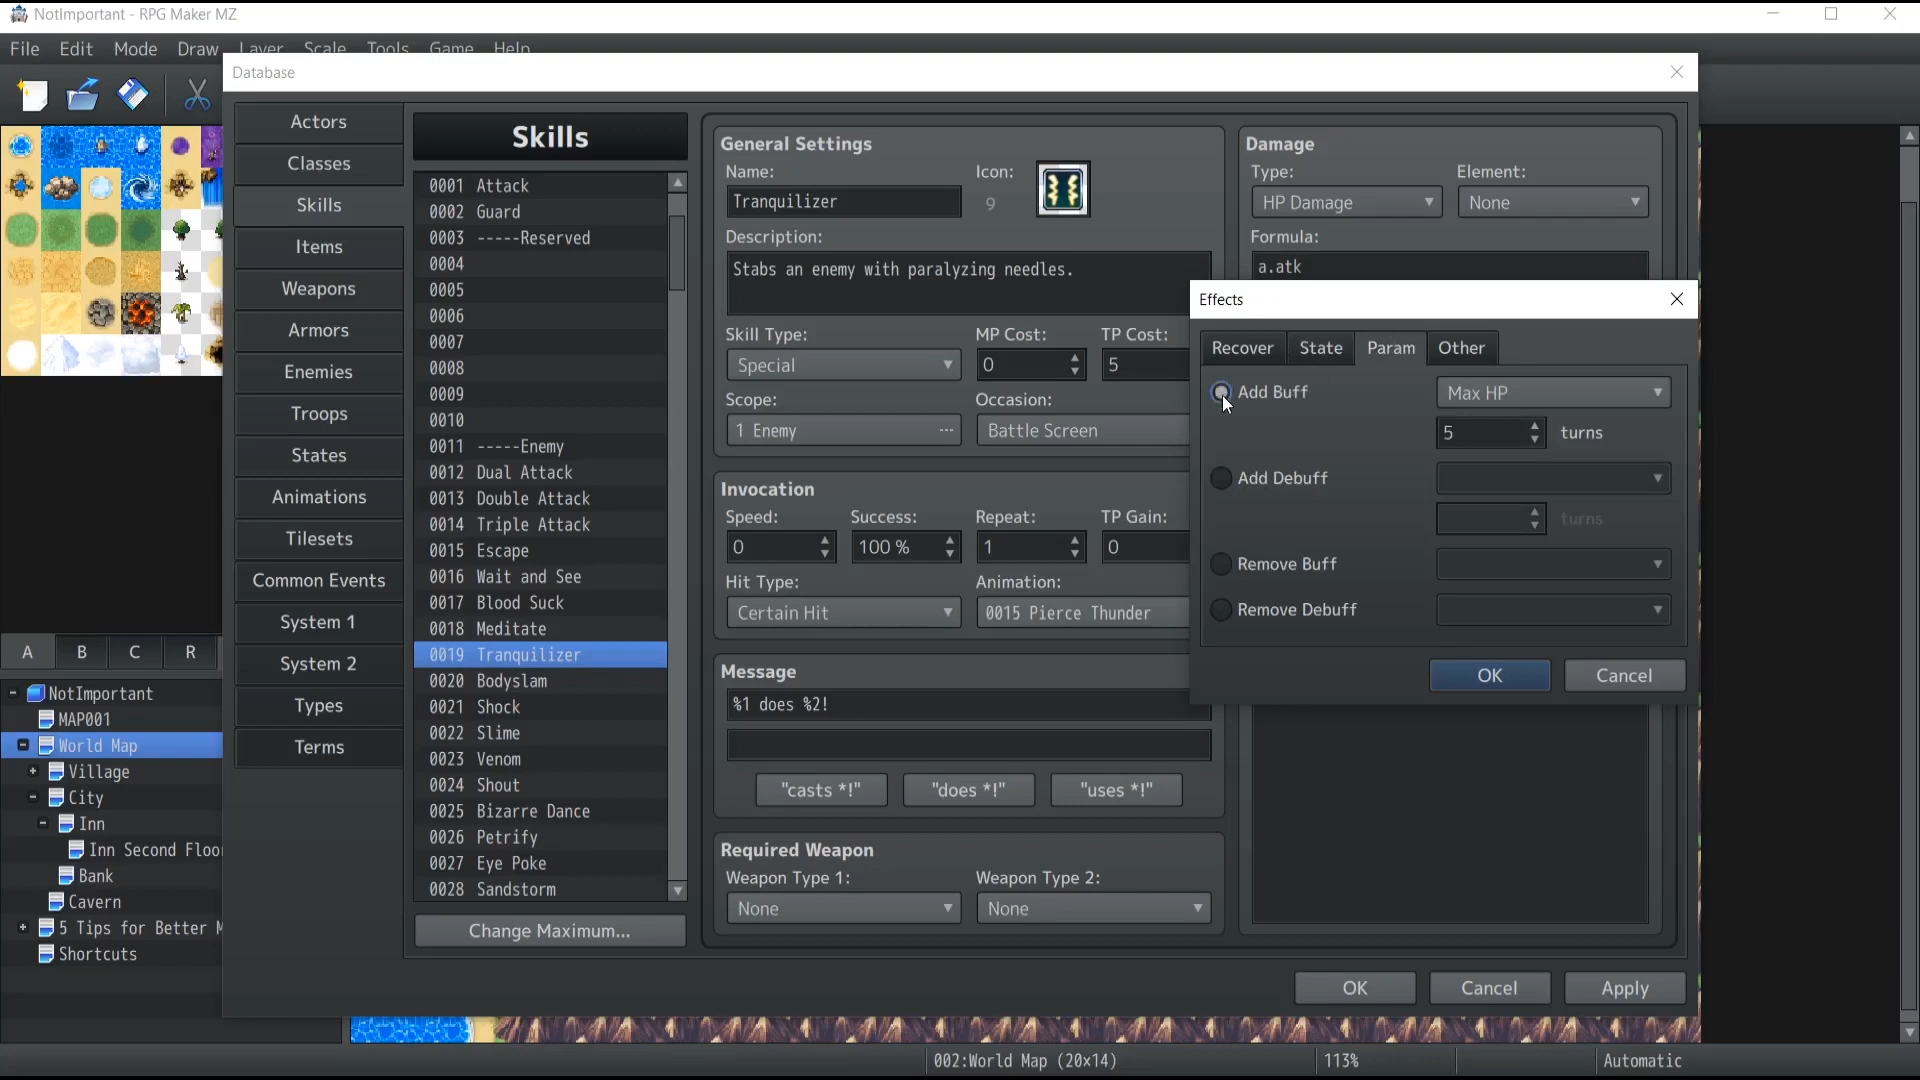 NotImportant - RPG Maker MZ
File Edit Mode Draw Layer Scale Tools Game Help
Database
Actors
Classes
Skills
Items
Weapons
Armors
Enemies
Troops
States
Animations
Tilesets
Common Events
System 1
System 2
Types
Terms
Skills
0001 Attack
0002 Guard
0003 -----Reserved
0004
0005
0006
0007
0008
0009
0010
0011 -----Enemy
0012 Dual Attack
0013 Double Attack
0014 Triple Attack
0015 Escape
0016 Wait and See
0017 Blood Suck
0018 Meditate
0019 Tranquilizer
0020 Bodyslam
0021 Shock
0022 Slime
0023 Venom
0024 Shout
0025 Bizarre Dance
0026 Petrify
0027 Eye Poke
0028 Sandstorm
Change Maximum...
General Settings
Name: Icon:
Tranquilizer 9
Description:
Stabs an enemy with paralyzing needles.
Skill Type: MP Cost: TP Cost:
Special 0 5
Scope: Occasion:
1 Enemy ... Battle Screen
Invocation
Speed: Success: Repeat: TP Gain:
0 100 % 1 0
Hit Type: Animation:
Certain Hit 0015 Pierce Thunder
Message
%1 does %2!
"casts *!" "does *!" "uses *!"
Required Weapon
Weapon Type 1: Weapon Type 2:
None None
Damage
Type: Element:
HP Damage None
Formula:
a.atk
Effects
Recover State Param Other
Add Buff Max HP
5 turns
Add Debuff
turns
Remove Buff
Remove Debuff
OK Cancel
OK Cancel Apply
A B C R
NotImportant
MAP001
World Map
Village
City
Inn
Inn Second Floor
Bank
Cavern
5 Tips for Better M
Shortcuts
002:World Map (20×14) 113% Automatic